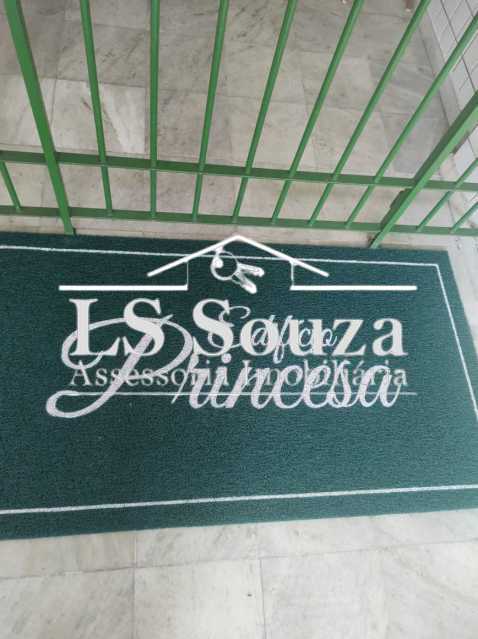 LS Souza
Assessoria Imobiliária
Edifício
Princesa